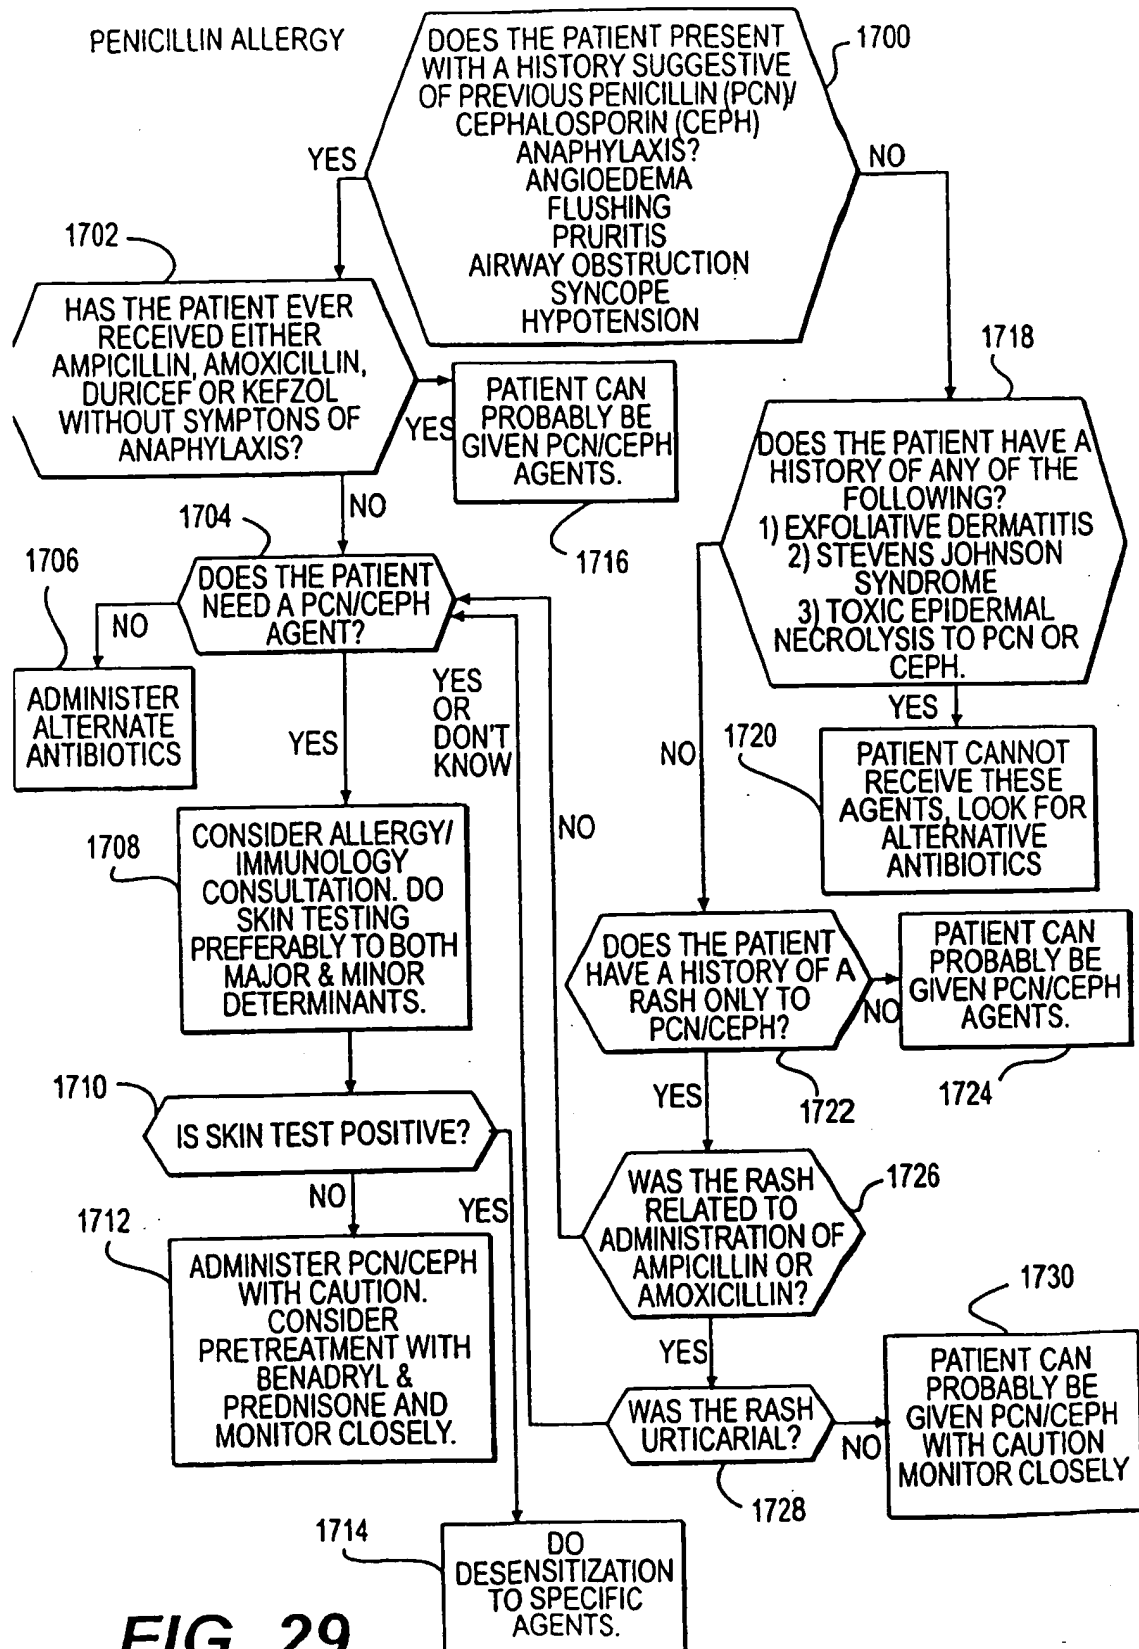 PENICILLIN ALLERGY
DOES THE PATIENT PRESENT
WITH A HISTORY SUGGESTIVE
OF PREVIOUS PENICILLIN (PCN)/
CEPHALOSPORIN (CEPH)
ANAPHYLAXIS?
ANGIOEDEMA
FLUSHING
PRURITIS
AIRWAY OBSTRUCTION
SYNCOPE
HYPOTENSION
1700
YES
NO
1702
HAS THE PATIENT EVER
RECEIVED EITHER
AMPICILLIN, AMOXICILLIN,
DURICEF OR KEFZOL
WITHOUT SYMPTONS OF
ANAPHYLAXIS?
YES
PATIENT CAN
PROBABLY BE
GIVEN PCN/CEPH
AGENTS.
1716
NO
1718
DOES THE PATIENT HAVE A
HISTORY OF ANY OF THE
FOLLOWING?
1) EXFOLIATIVE DERMATITIS
2) STEVENS JOHNSON
SYNDROME
3) TOXIC EPIDERMAL
NECROLYSIS TO PCN OR
CEPH.
YES
NO
1720
PATIENT CANNOT
RECEIVE THESE
AGENTS, LOOK FOR
ALTERNATIVE
ANTIBIOTICS
1704
DOES THE PATIENT
NEED A PCN/CEPH
AGENT?
1706
NO
ADMINISTER
ALTERNATE
ANTIBIOTICS
YES
YES
OR
DON'T
KNOW
NO
1708
CONSIDER ALLERGY/
IMMUNOLOGY
CONSULTATION. DO
SKIN TESTING
PREFERABLY TO BOTH
MAJOR & MINOR
DETERMINANTS.
DOES THE PATIENT
HAVE A HISTORY OF A
RASH ONLY TO
PCN/CEPH?
1722
NO
PATIENT CAN
PROBABLY BE
GIVEN PCN/CEPH
AGENTS.
1724
YES
1710
IS SKIN TEST POSITIVE?
NO
YES
1712
ADMINISTER PCN/CEPH
WITH CAUTION.
CONSIDER
PRETREATMENT WITH
BENADRYL &
PREDNISONE AND
MONITOR CLOSELY.
WAS THE RASH
RELATED TO
ADMINISTRATION OF
AMPICILLIN OR
AMOXICILLIN?
1726
YES
WAS THE RASH
URTICARIAL?
1728
NO
1730
PATIENT CAN
PROBABLY BE
GIVEN PCN/CEPH
WITH CAUTION
MONITOR CLOSELY
1714
DO
DESENSITIZATION
TO SPECIFIC
AGENTS.
FIG. 29